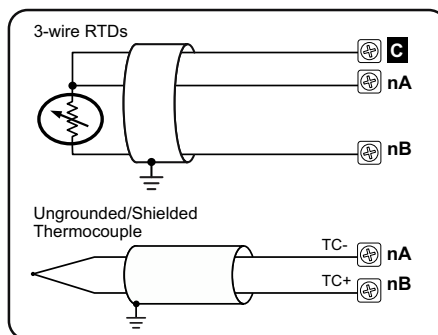 3-wire RTDs
C
nA
nB
Ungrounded/Shielded
Thermocouple
TC- nA
TC+ nB